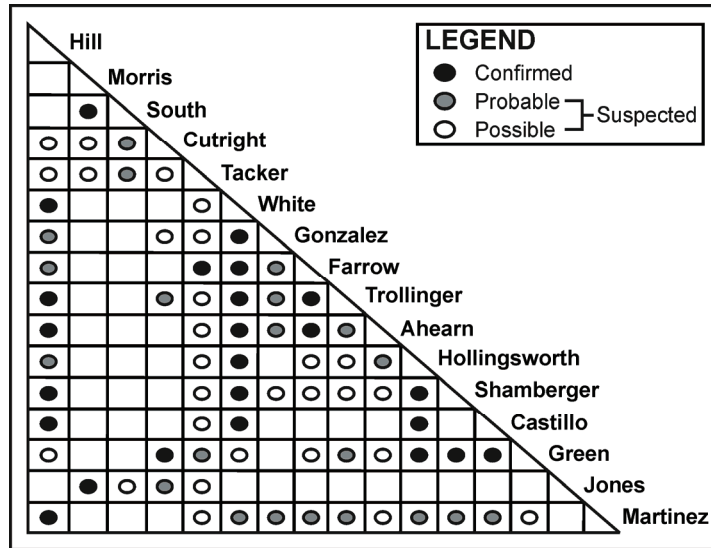 Hill
Morris
South
Cutright
Tacker
White
Gonzalez
Farrow
Trollinger
Ahearn
Hollingsworth
Shamberger
Castillo
Green
Jones
Martinez
LEGEND
Confirmed
Probable
Possible
Suspected